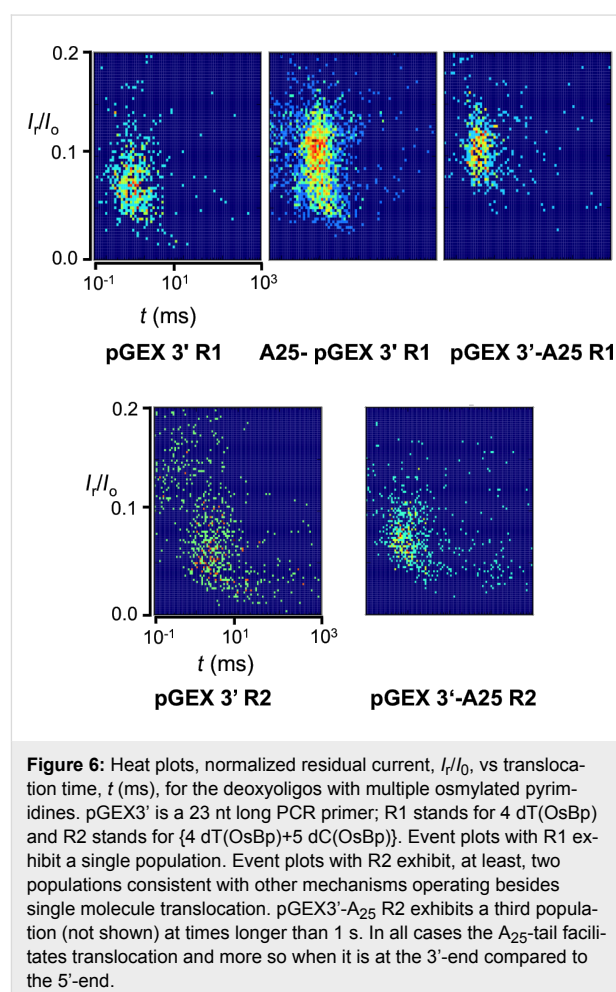 0.2
Ir/Io
0.1
0.0
10-1 101 103
t (ms)
pGEX 3' R1 A25- pGEX 3' R1 pGEX 3'-A25 R1
0.2
Ir/Io
0.1
0.0
10-1 101 103
t (ms)
pGEX 3' R2 pGEX 3'-A25 R2
Figure 6: Heat plots, normalized residual current, Ir/I0, vs transloca-
tion time, t (ms), for the deoxyoligos with multiple osmylated pyrim-
idines. pGEX3' is a 23 nt long PCR primer; R1 stands for 4 dT(OsBp)
and R2 stands for {4 dT(OsBp)+5 dC(OsBp)}. Event plots with R1 ex-
hibit a single population. Event plots with R2 exhibit, at least, two
populations consistent with other mechanisms operating besides
single molecule translocation. pGEX3'-A25 R2 exhibits a third popula-
tion (not shown) at times longer than 1 s. In all cases the A25-tail facili-
tates translocation and more so when it is at the 3'-end compared to
the 5'-end.